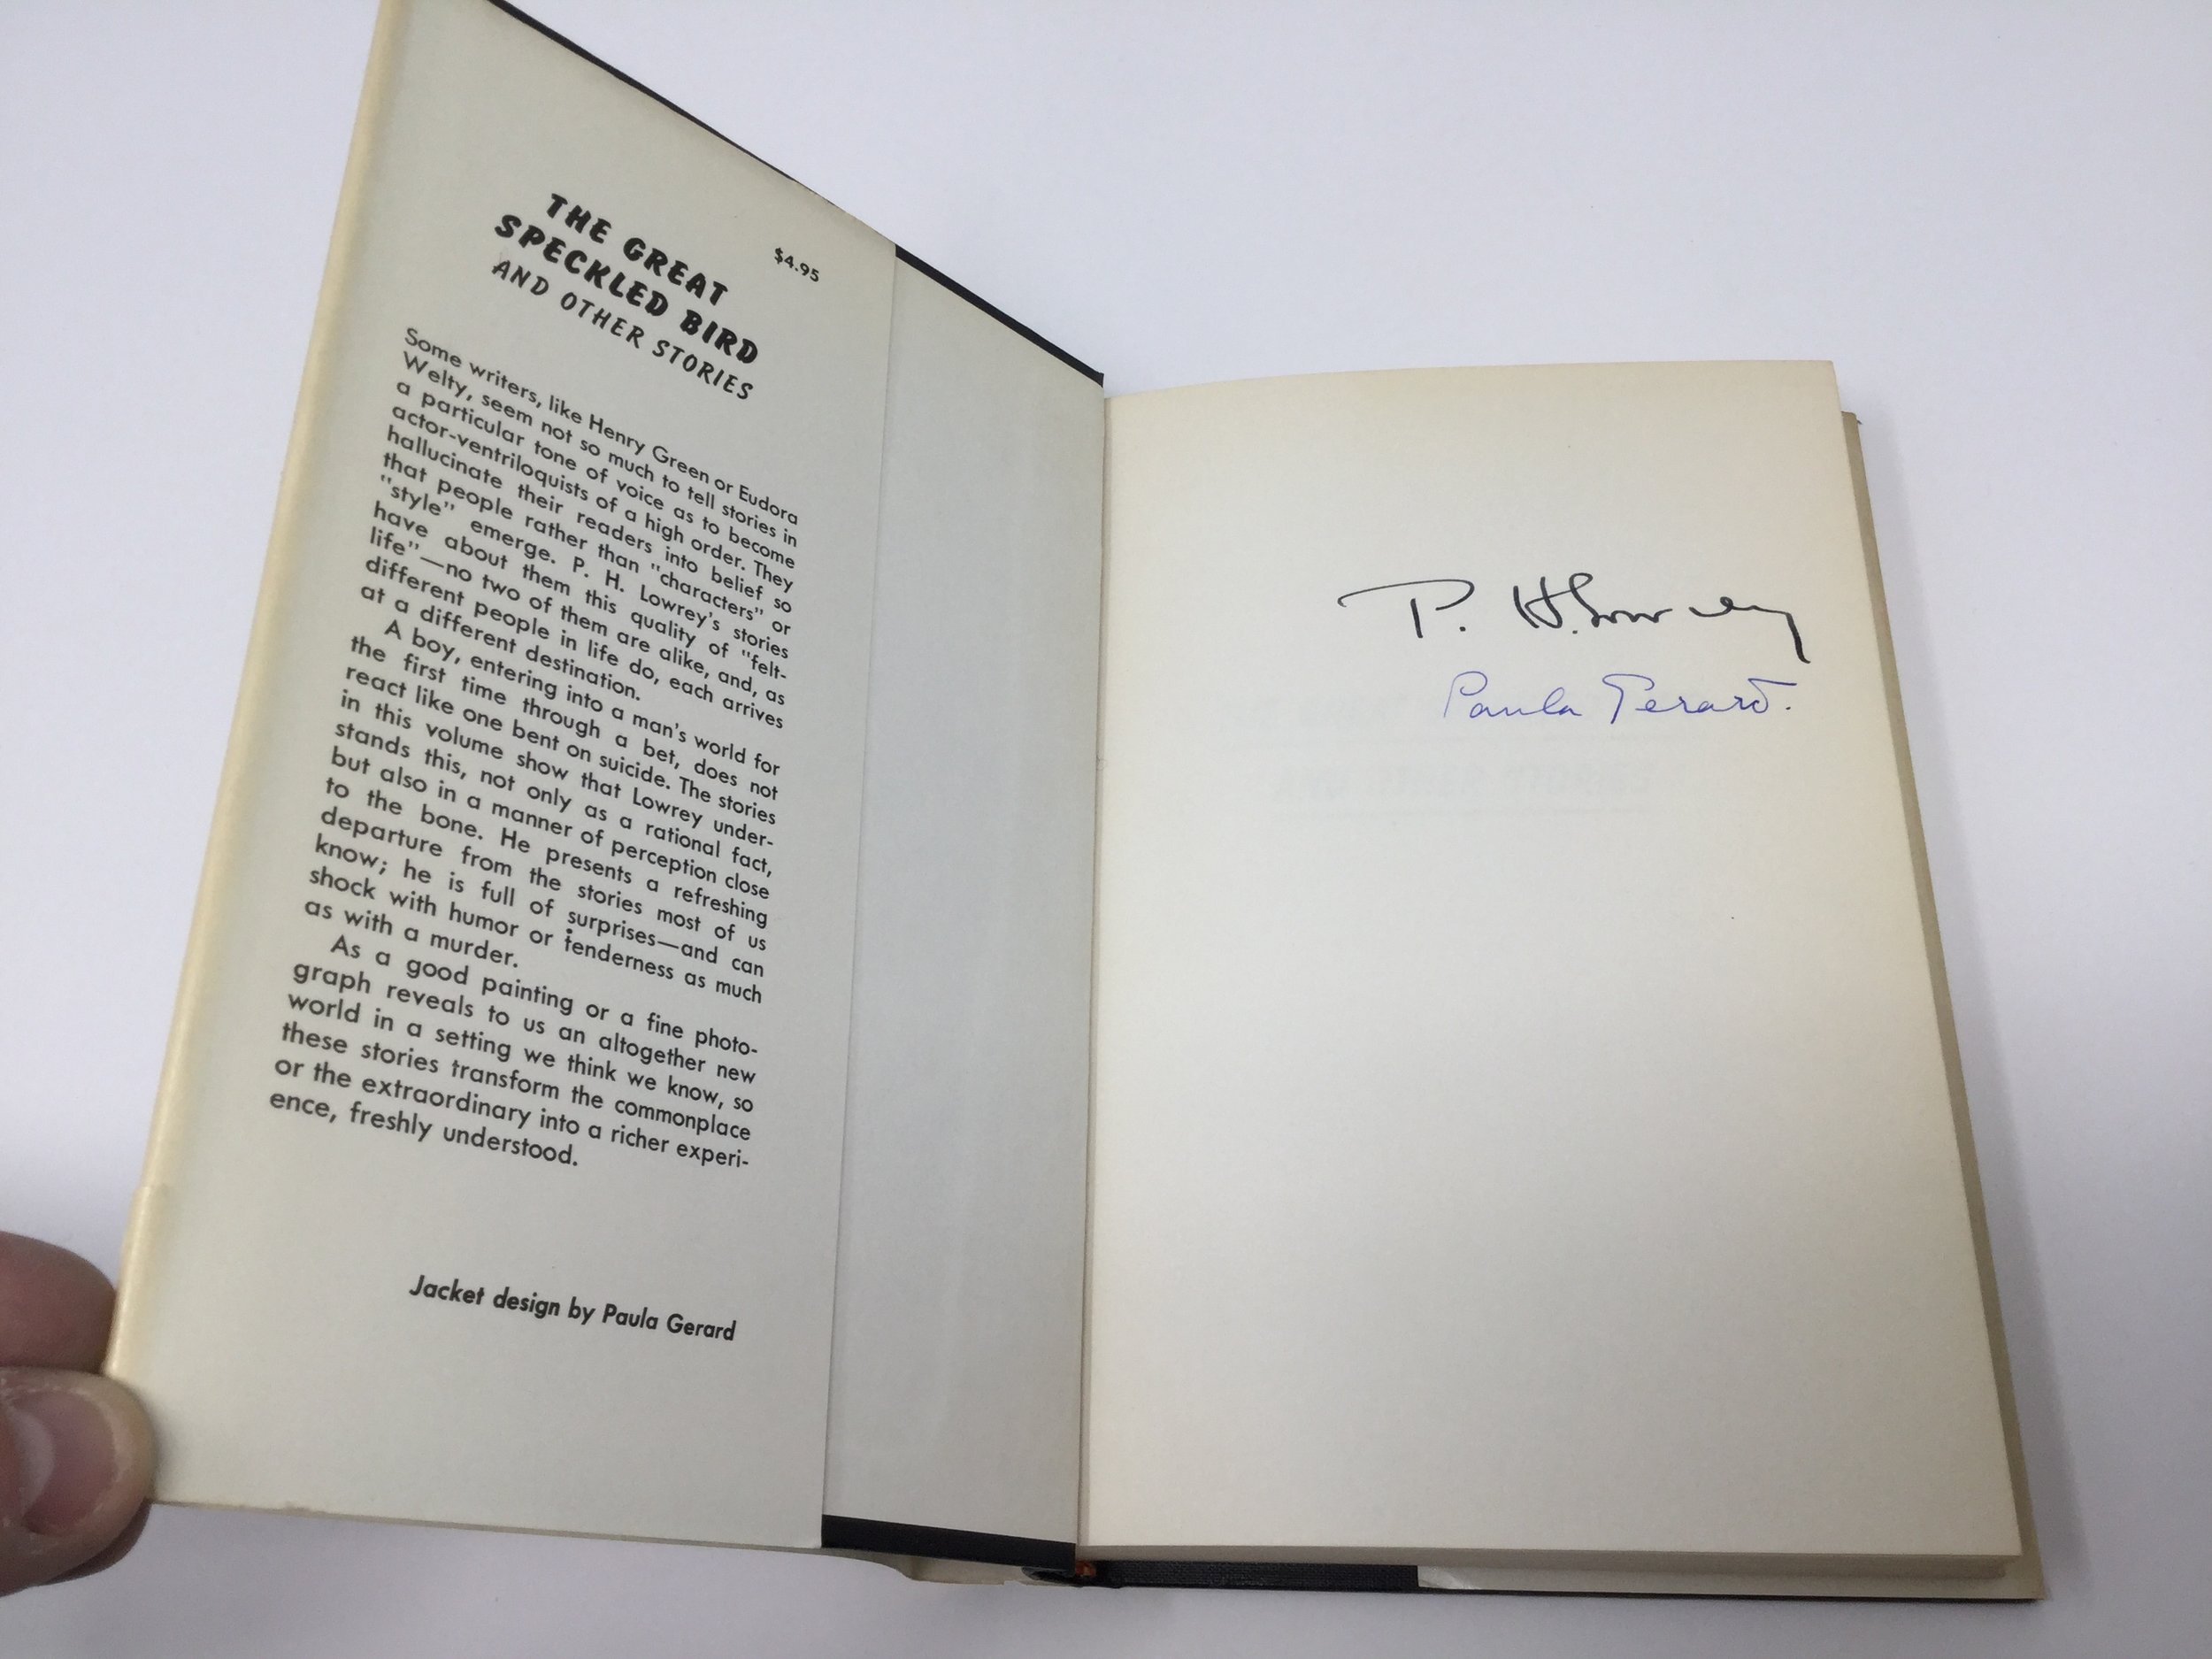 THE GREAT
SPECKLED BIRD
AND OTHER STORIES
$4.95
Some writers, like Henry Green or Eudora
Welty, seem not so much to tell stories in
a particular tone of voice as to become
actor-ventriloquists of a high order. They
hallucinate their readers into belief so
that people rather than "characters" or
"style" emerge. P. H. Lowrey's stories
have about them this quality of "felt-
life"—no two of them are alike, and, as
different people in life do, each arrives
at a different destination.
A boy, entering into a man's world for
the first time through a bet, does not
react like one bent on suicide. The stories
in this volume show that Lowrey under-
stands this, not only as a rational fact,
but also in a manner of perception close
to the bone. He presents a refreshing
departure from the stories most of us
know; he is full of surprises—and can
shock with humor or tenderness as much
as with a murder.
As a good painting or a fine photo-
graph reveals to us an altogether new
world in a setting we think we know, so
these stories transform the commonplace
or the extraordinary into a richer experi-
ence, freshly understood.
Jacket design by Paula Gerard
P. H. Lowrey
Paula Gerard.